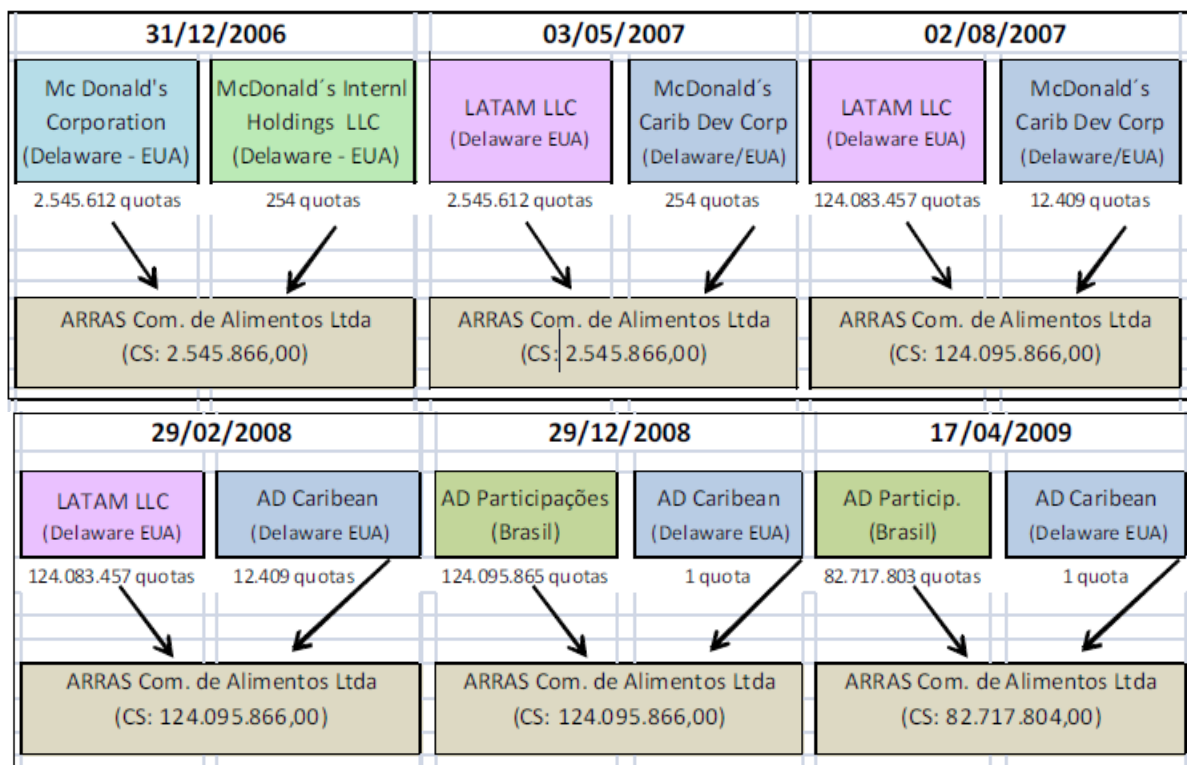 31/12/2006
03/05/2007
02/08/2007
Mc Donald's
Corporation
(Delaware - EUA)
McDonald´s Internl
Holdings LLC
(Delaware - EUA)
LATAM LLC
(Delaware EUA)
McDonald´s
Carib Dev Corp
(Delaware/EUA)
LATAM LLC
(Delaware EUA)
McDonald´s
Carib Dev Corp
(Delaware/EUA)
2.545.612 quotas
254 quotas
2.545.612 quotas
254 quotas
124.083.457 quotas
12.409 quotas
ARRAS Com. de Alimentos Ltda
(CS: 2.545.866,00)
ARRAS Com. de Alimentos Ltda
(CS: 2.545.866,00)
ARRAS Com. de Alimentos Ltda
(CS: 124.095.866,00)
29/02/2008
29/12/2008
17/04/2009
LATAM LLC
(Delaware EUA)
AD Caribean
(Delaware EUA)
AD Participações
(Brasil)
AD Caribean
(Delaware EUA)
AD Particip.
(Brasil)
AD Caribean
(Delaware EUA)
124.083.457 quotas
12.409 quotas
124.095.865 quotas
1 quota
82.717.803 quotas
1 quota
ARRAS Com. de Alimentos Ltda
(CS: 124.095.866,00)
ARRAS Com. de Alimentos Ltda
(CS: 124.095.866,00)
ARRAS Com. de Alimentos Ltda
(CS: 82.717.804,00)